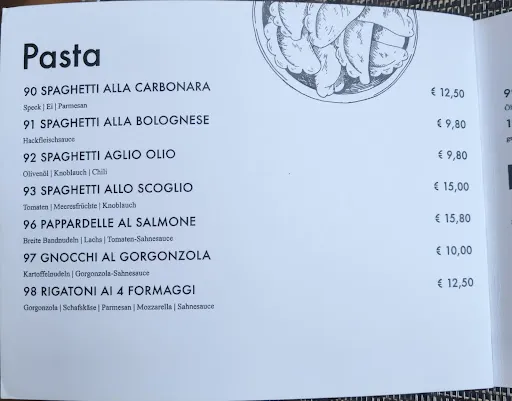 Pasta
90 SPAGHETTI ALLA CARBONARA € 12,50
Speck | Ei | Parmesan
91 SPAGHETTI ALLA BOLOGNESE € 9,80
Hackfleischsauce
92 SPAGHETTI AGLIO OLIO € 9,80
Olivenöl | Knoblauch | Chili
93 SPAGHETTI ALLO SCOGLIO € 15,00
Tomaten | Meeresfrüchte | Knoblauch
96 PAPPARDELLE AL SALMONE € 15,80
Breite Bandnudeln | Lachs | Tomaten-Sahnesauce
97 GNOCCHI AL GORGONZOLA € 10,00
Kartoffelnudeln | Gorgonzola-Sahnesauce
98 RIGATONI AI 4 FORMAGGI € 12,50
Gorgonzola | Schafskäse | Parmesan | Mozzarella | Sahnesauce